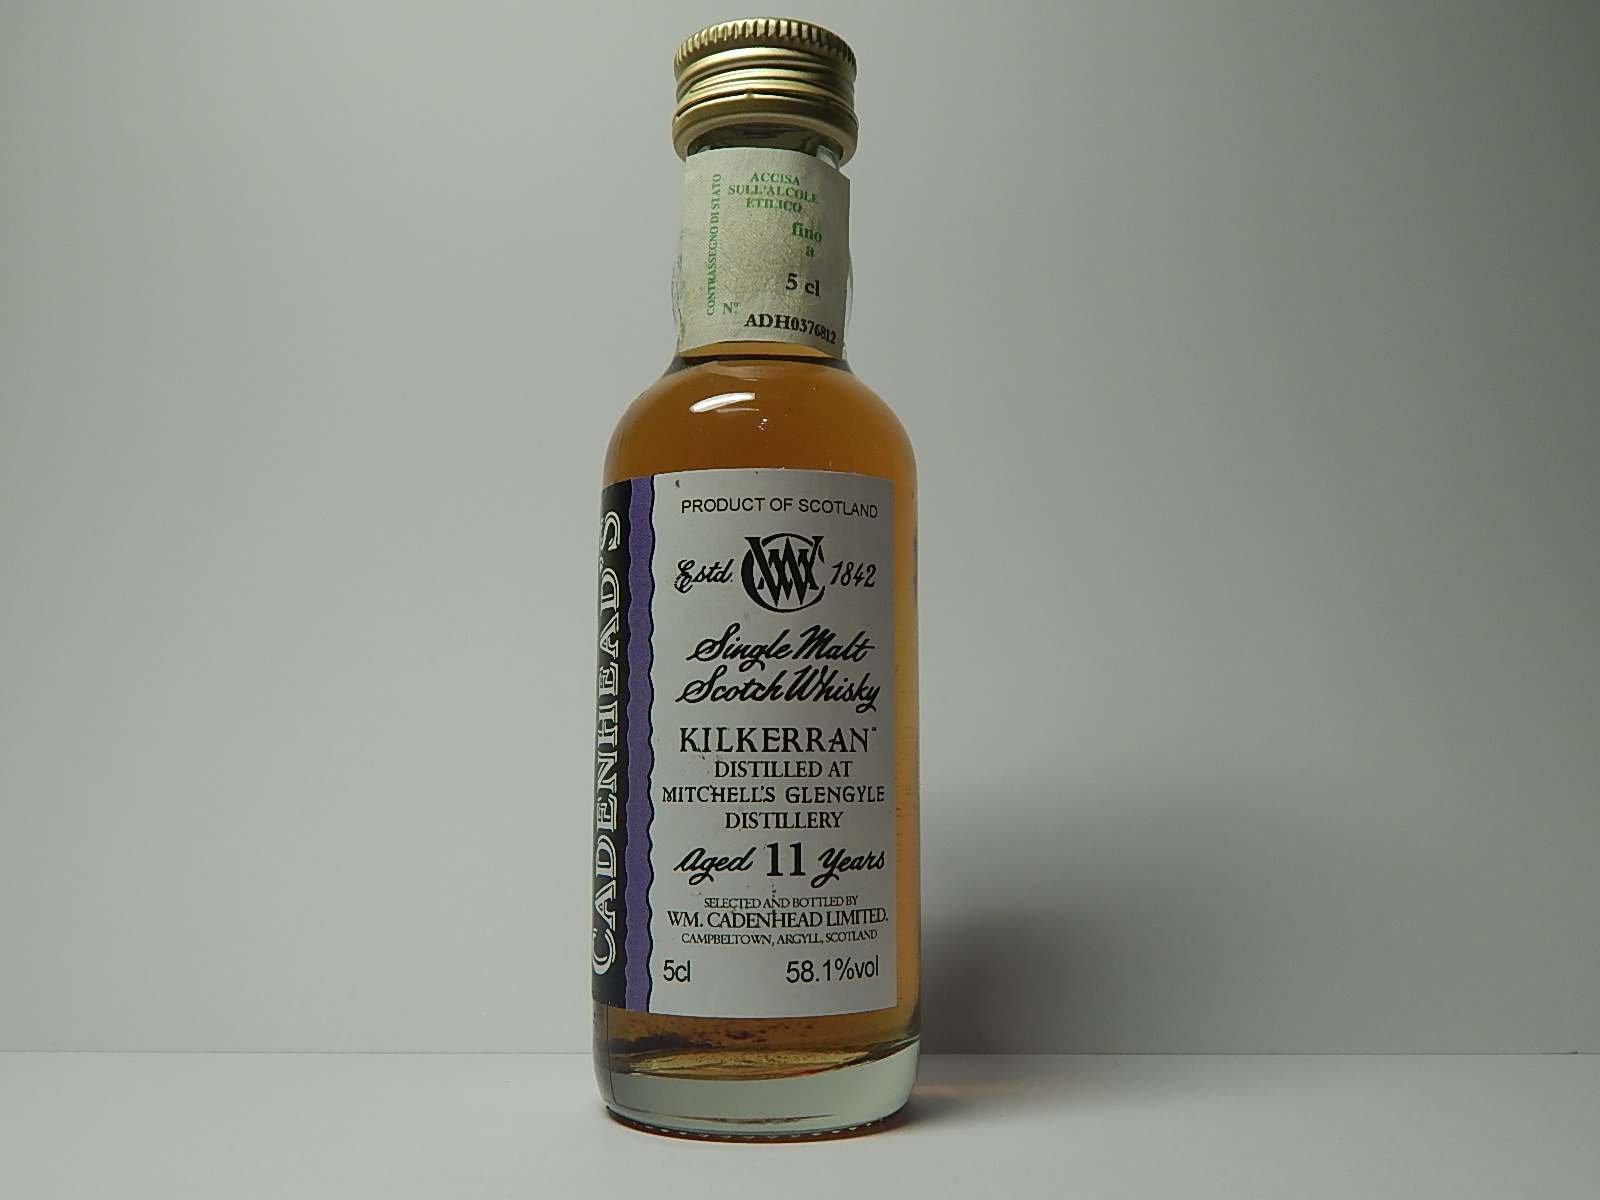 CONTRASSEGNO DI STATO
ACCISA
SULL'ALCOLE
ETILICO
fino
a
5 cl
N° ADH0376812
CADENHEAD'S
PRODUCT OF SCOTLAND
Estd. WC 1842
Single Malt
Scotch Whisky
KILKERRAN™
DISTILLED AT
MITCHELL'S GLENGYLE
DISTILLERY
Aged 11 Years
SELECTED AND BOTTLED BY
WM. CADENHEAD LIMITED.
CAMPBELTOWN, ARGYLL, SCOTLAND
5cl 58.1%vol